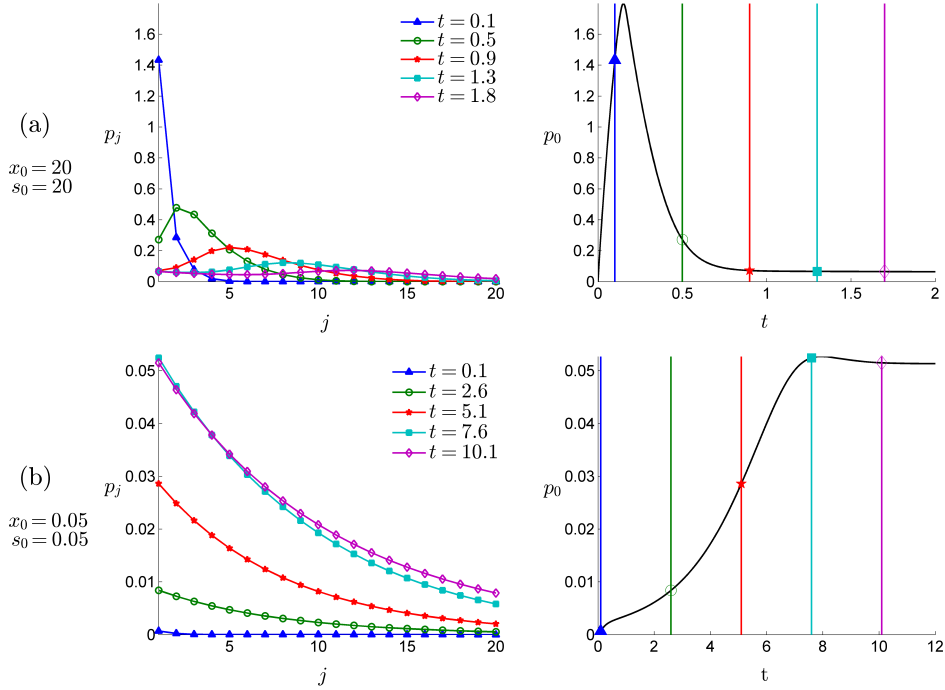 (a)
x₀ = 20
s₀ = 20
1.6
1.4
1.2
1
0.8
0.6
0.4
0.2
0
pⱼ
t = 0.1
t = 0.5
t = 0.9
t = 1.3
t = 1.8
5 10 15 20
j
1.6
1.4
1.2
1
0.8
0.6
0.4
0.2
0
p₀
0 0.5 1 1.5 2
t
(b)
x₀ = 0.05
s₀ = 0.05
0.05
0.04
0.03
0.02
0.01
0
pⱼ
t = 0.1
t = 2.6
t = 5.1
t = 7.6
t = 10.1
5 10 15 20
j
0.05
0.04
0.03
0.02
0.01
0
p₀
0 2 4 6 8 10 12
t